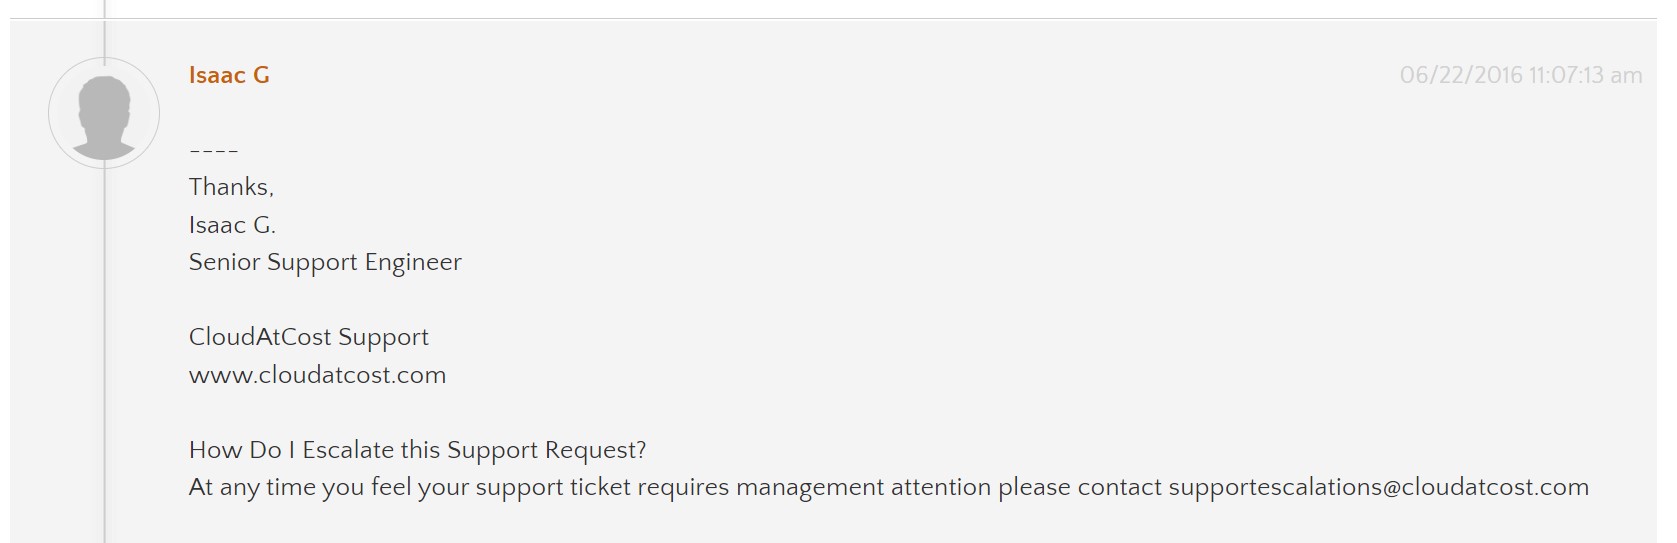 Isaac G
06/22/2016 11:07:13 am
----
Thanks,
Isaac G.
Senior Support Engineer
CloudAtCost Support
www.cloudatcost.com
How Do I Escalate this Support Request?
At any time you feel your support ticket requires management attention please contact supportescalations@cloudatcost.com